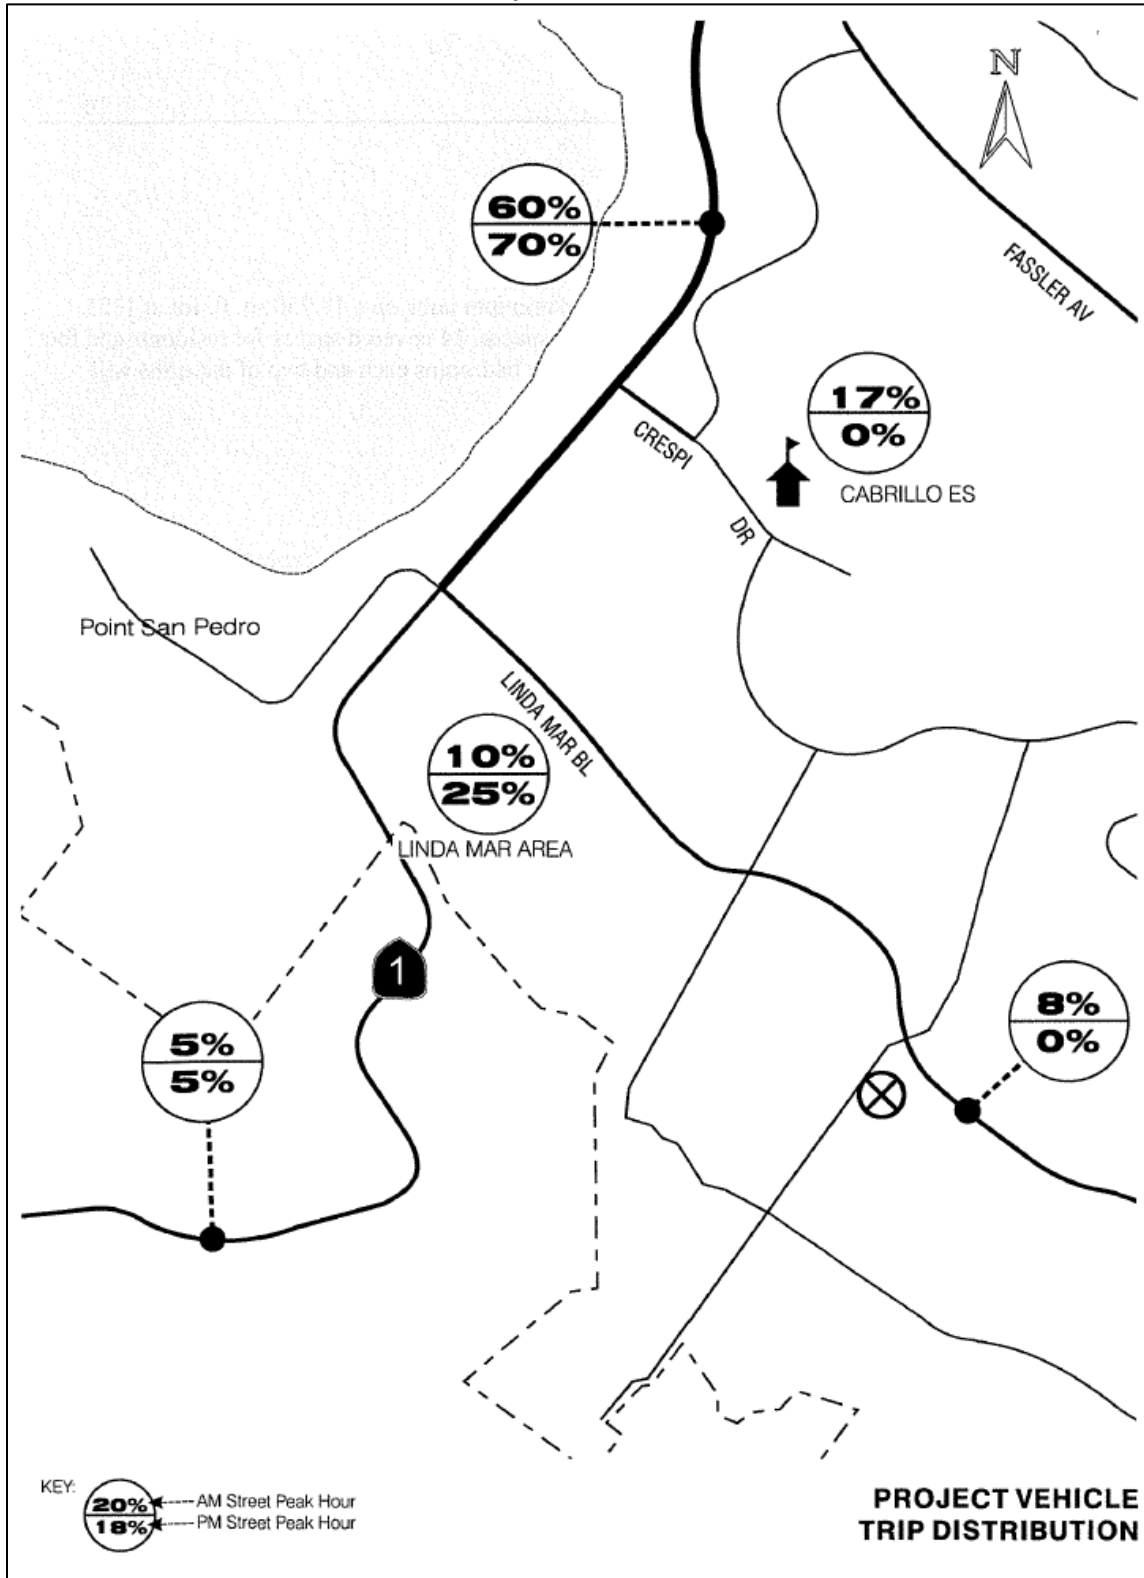 N
60%
70%
FASSLER AV
17%
0%
CRESPI
DR
CABRILLO ES
Point San Pedro
LINDA MAR BL
10%
25%
LINDA MAR AREA
1
8%
0%
5%
5%
KEY:
20%
AM Street Peak Hour
18%
PM Street Peak Hour
PROJECT VEHICLE
TRIP DISTRIBUTION